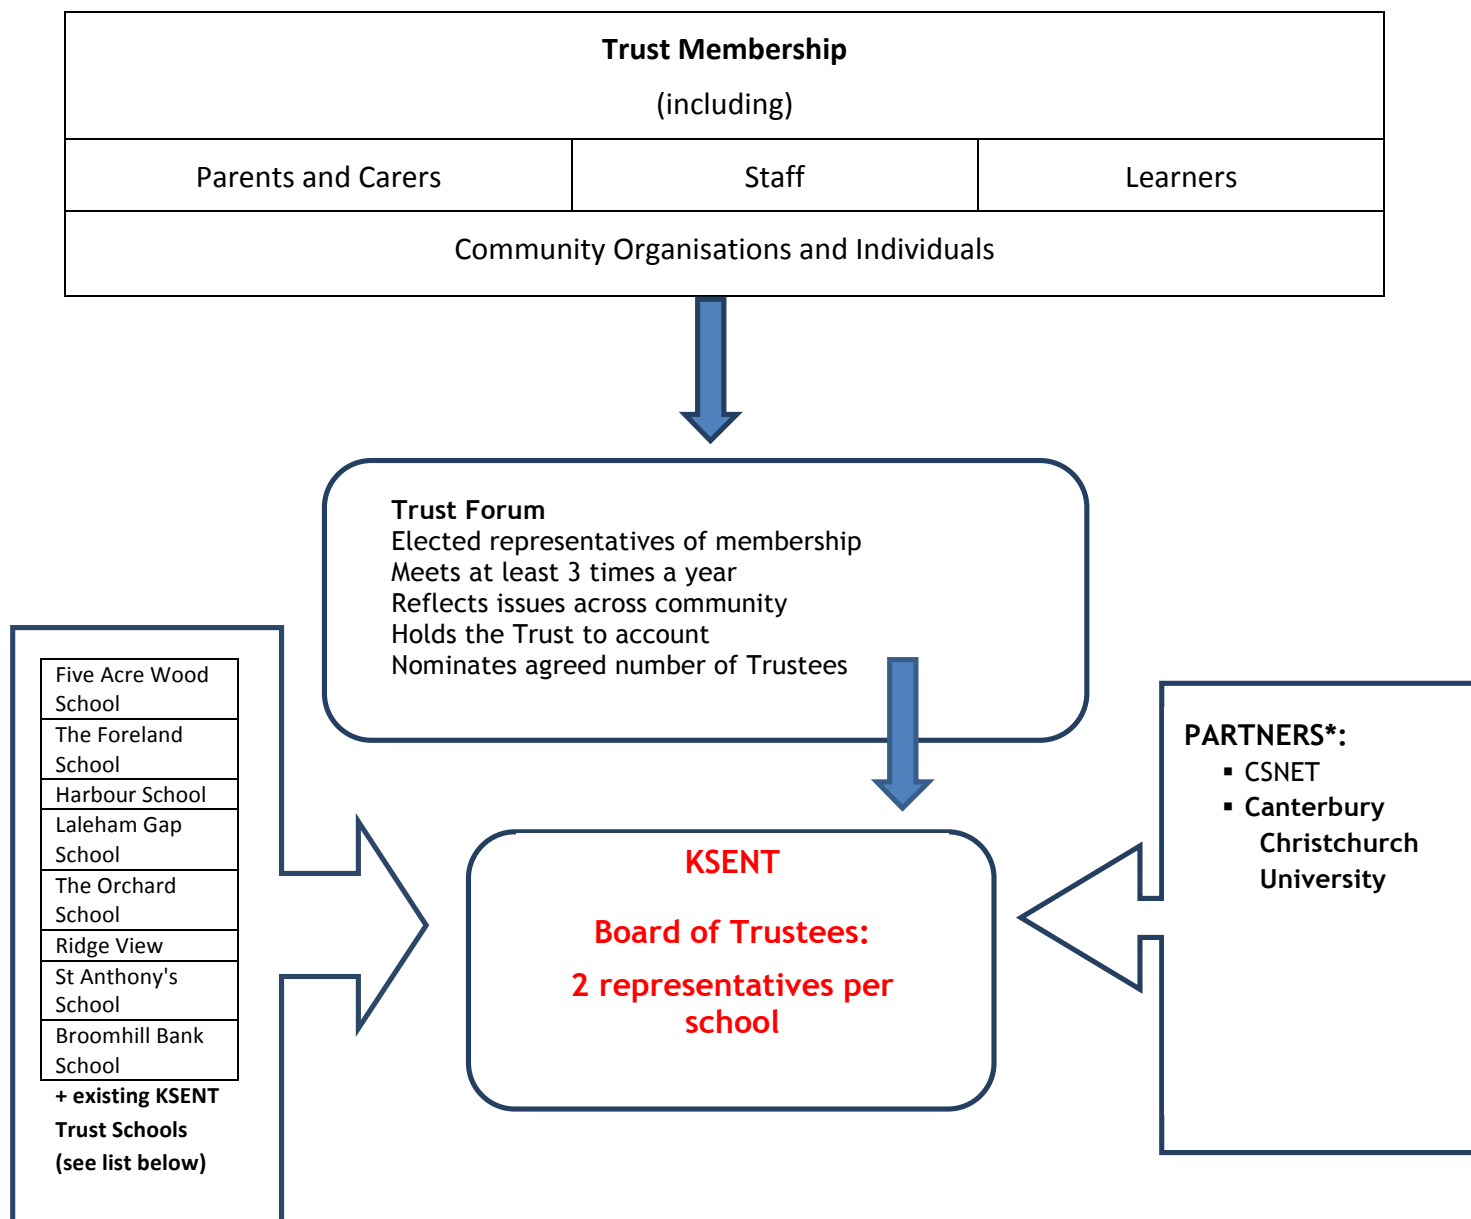 Trust Membership
(including)
Parents and Carers
Staff
Learners
Community Organisations and Individuals
Trust Forum
Elected representatives of membership
Meets at least 3 times a year
Reflects issues across community
Holds the Trust to account
Nominates agreed number of Trustees
Five Acre Wood
School
The Foreland
School
Harbour School
Laleham Gap
School
The Orchard
School
Ridge View
St Anthony's
School
Broomhill Bank
School
+ existing KSENT
Trust Schools
(see list below)
KSENT
Board of Trustees:
2 representatives per
school
PARTNERS*:
▪ CSNET
▪ Canterbury
Christchurch
University